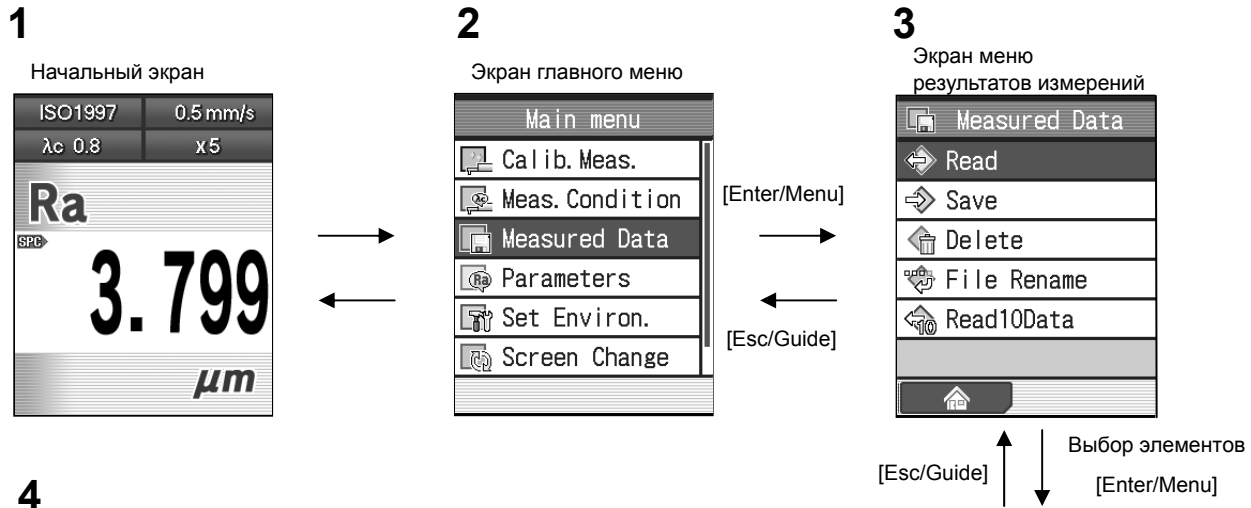 1
Начальный экран
ISO1997 0.5 mm/s
λc 0.8 x5
Ra
SPC
3.799
µm
2
Экран главного меню
Main menu
Calib. Meas.
Meas. Condition
Measured Data
Parameters
Set Environ.
Screen Change
[Enter/Menu]
[Esc/Guide]
3
Экран меню
результатов измерений
Measured Data
Read
Save
Delete
File Rename
Read10Data
[Esc/Guide]
Выбор элементов
[Enter/Menu]
4